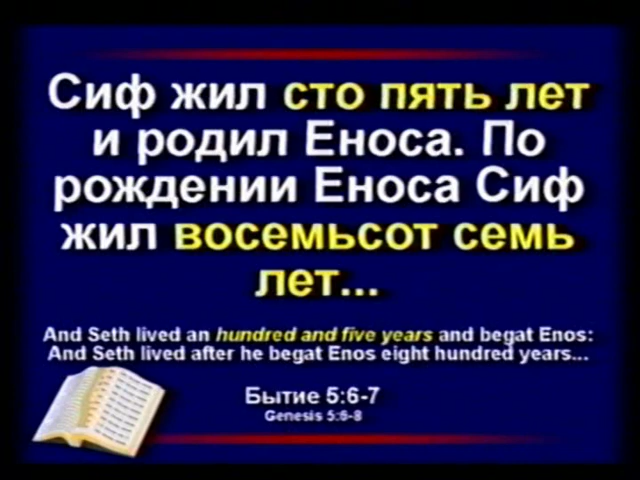 Сиф жил сто пять лет
и родил Еноса. По
рождении Еноса Сиф
жил восемьсот семь
лет...
And Seth lived an hundred and five years and begat Enos:
And Seth lived after he begat Enos eight hundred years...
Бытие 5:6-7
Genesis 5:6-8